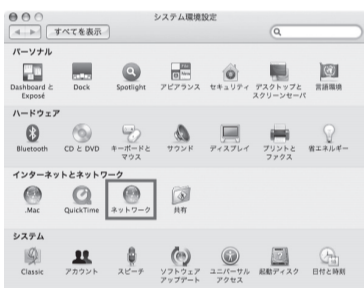 システム環境設定
すべてを表示
パーソナル
Dashboard と Exposé
Dock
Spotlight
アピアランス
セキュリティ
デスクトップと スクリーンセーバ
言語環境
ハードウェア
Bluetooth
CD と DVD
キーボードと マウス
サウンド
ディスプレイ
プリントと ファクス
省エネルギー
インターネットとネットワーク
.Mac
QuickTime
ネットワーク
共有
システム
Classic
アカウント
スピーチ
ソフトウェア アップデート
ユニバーサル アクセス
起動ディスク
日付と時刻